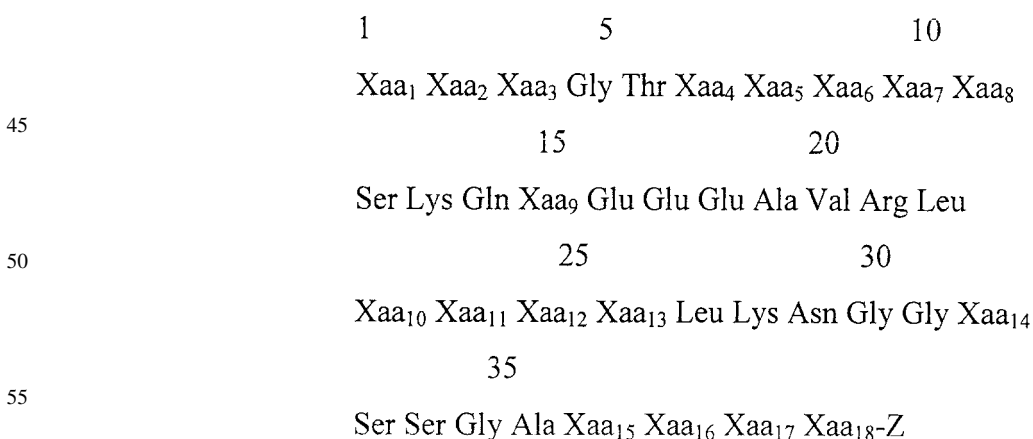 1 5 10
Xaa₁ Xaa₂ Xaa₃ Gly Thr Xaa₄ Xaa₅ Xaa₆ Xaa₇ Xaa₈
45
15 20
Ser Lys Gln Xaa₉ Glu Glu Glu Ala Val Arg Leu
50
25 30
Xaa₁₀ Xaa₁₁ Xaa₁₂ Xaa₁₃ Leu Lys Asn Gly Gly Xaa₁₄
35
55
Ser Ser Gly Ala Xaa₁₅ Xaa₁₆ Xaa₁₇ Xaa₁₈-Z